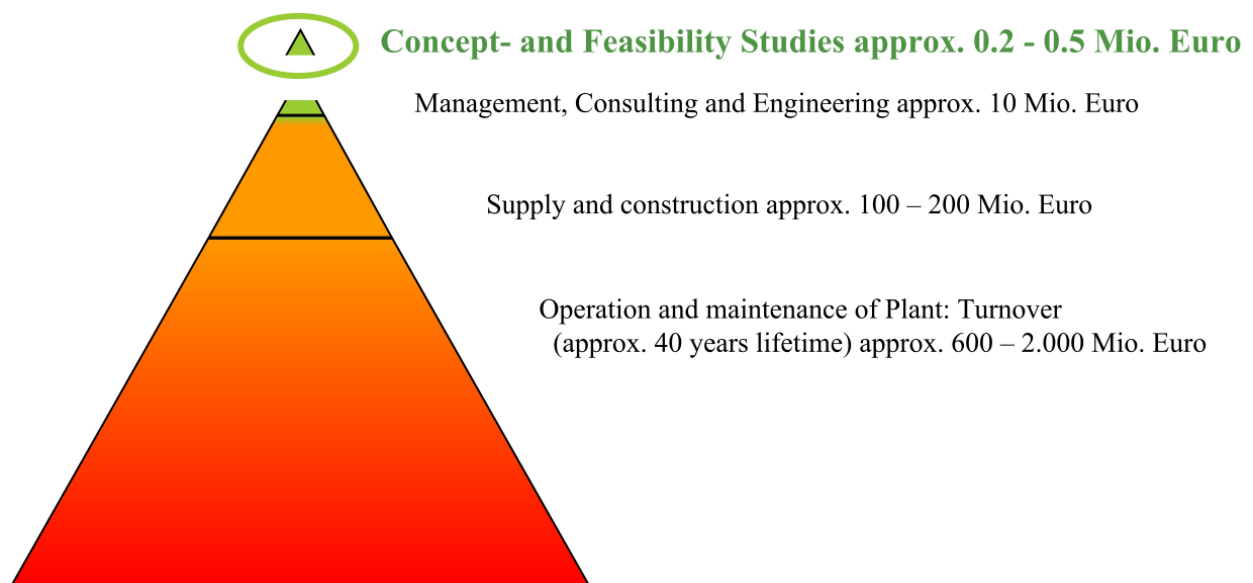 Concept- and Feasibility Studies approx. 0.2 - 0.5 Mio. Euro
Management, Consulting and Engineering approx. 10 Mio. Euro
Supply and construction approx. 100 – 200 Mio. Euro
Operation and maintenance of Plant: Turnover
(approx. 40 years lifetime) approx. 600 – 2.000 Mio. Euro